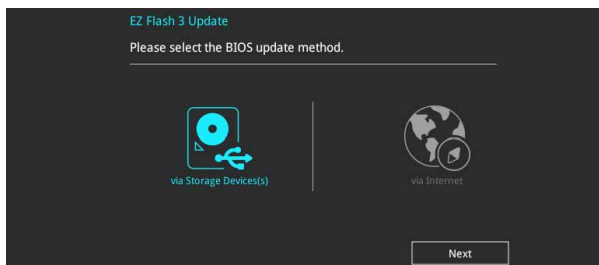 EZ Flash 3 Update
Please select the BIOS update method.
via Storage Devices(s)
via Internet
Next